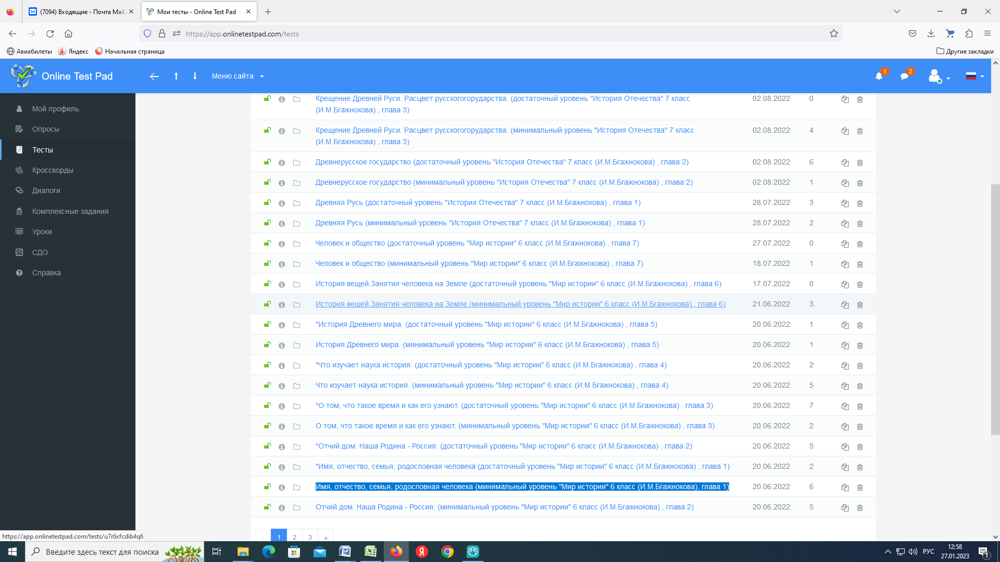 (7094) Входящие - Почта Mail.
Мои тесты - Online Test Pad
https://app.onlinetestpad.com/tests
Авиабилеты
Яндекс
Начальная страница
Другие закладки
Online Test Pad
Меню сайта
1
2
Мой профиль
Опросы
Тесты
Кроссворды
Диалоги
Комплексные задания
Уроки
СДО
Справка
Крещение Древней Руси. Расцвет русскогогорударства. (достаточный уровень "История Отечества" 7 класс
(И.М.Бгажнокова) , глава 3) 02.08.2022 0
Крещение Древней Руси. Расцвет русскогогорударства. (минимальный уровень "История Отечества" 7 класс
(И.М.Бгажнокова) , глава 3) 02.08.2022 4
Древнерусское государство (достаточный уровень "История Отечества" 7 класс (И.М.Бгажнокова) , глава 2) 02.08.2022 6
Древнерусское государство (минимальный уровень "История Отечества" 7 класс (И.М.Бгажнокова) , глава 2) 02.08.2022 1
Древняя Русь (достаточный уровень "История Отечества" 7 класс (И.М.Бгажнокова) , глава 1) 28.07.2022 3
Древняя Русь (минимальный уровень "История Отечества" 7 класс (И.М.Бгажнокова) , глава 1) 28.07.2022 2
Человек и общество (достаточный уровень "Мир истории" 6 класс (И.М.Бгажнокова) , глава 7) 27.07.2022 0
Человек и общество (минимальный уровень "Мир истории" 6 класс (И.М.Бгажнокова) , глава 7) 18.07.2022 1
История вещей.Занятия человека на Земле (достаточный уровень "Мир истории" 6 класс (И.М.Бгажнокова) , глава 6) 17.07.2022 0
История вещей.Занятия человека на Земле (минимальный уровень "Мир истории" 6 класс (И.М.Бгажнокова) , глава 6) 21.06.2022 3
*История Древнего мира. (достаточный уровень "Мир истории" 6 класс (И.М.Бгажнокова) , глава 5) 20.06.2022 1
История Древнего мира. (минимальный уровень "Мир истории" 6 класс (И.М.Бгажнокова) , глава 5) 20.06.2022 1
*Что изучает наука история. (достаточный уровень "Мир истории" 6 класс (И.М.Бгажнокова) , глава 4) 20.06.2022 2
Что изучает наука история. (минимальный уровень "Мир истории" 6 класс (И.М.Бгажнокова) , глава 4) 20.06.2022 5
*О том, что такое время и как его узнают. (достаточный уровень "Мир истории" 6 класс (И.М.Бгажнокова) , глава 3) 20.06.2022 7
О том, что такое время и как его узнают. (минимальный уровень "Мир истории" 6 класс (И.М.Бгажнокова) , глава 3) 20.06.2022 2
*Отчий дом. Наша Родина - Россия. (достаточный уровень "Мир истории" 6 класс (И.М.Бгажнокова) , глава 2) 20.06.2022 5
*Имя, отчество, семья, родословная человека (достаточный уровень "Мир истории" 6 класс (И.М.Бгажнокова) , глава 1) 20.06.2022 2
Имя, отчество, семья, родословная человека (минимальный уровень "Мир истории" 6 класс (И.М.Бгажнокова), глава 1) 20.06.2022 6
Отчий дом. Наша Родина - Россия. (минимальный уровень "Мир истории" 6 класс (И.М.Бгажнокова) , глава 2) 20.06.2022 5
« 1 2 3 »
https://app.onlinetestpad.com/tests/u7r6xfcdib4q6
Введите здесь текст для поиска
РУС
12:58
27.01.2023
1